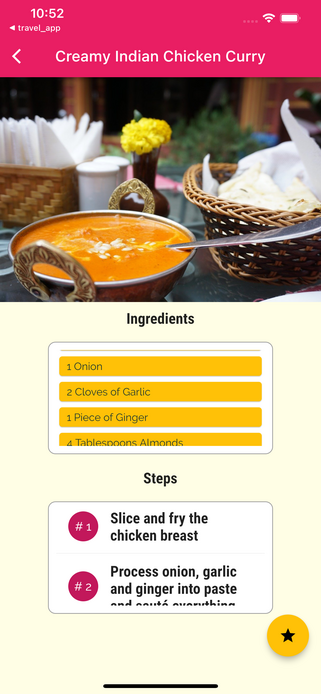 10:52
◀ travel_app
Creamy Indian Chicken Curry
Ingredients
1 Onion
2 Cloves of Garlic
1 Piece of Ginger
4 Tablespoons Almonds
Steps
# 1
Slice and fry the
chicken breast
# 2
Process onion, garlic
and ginger into paste
and sauté everything